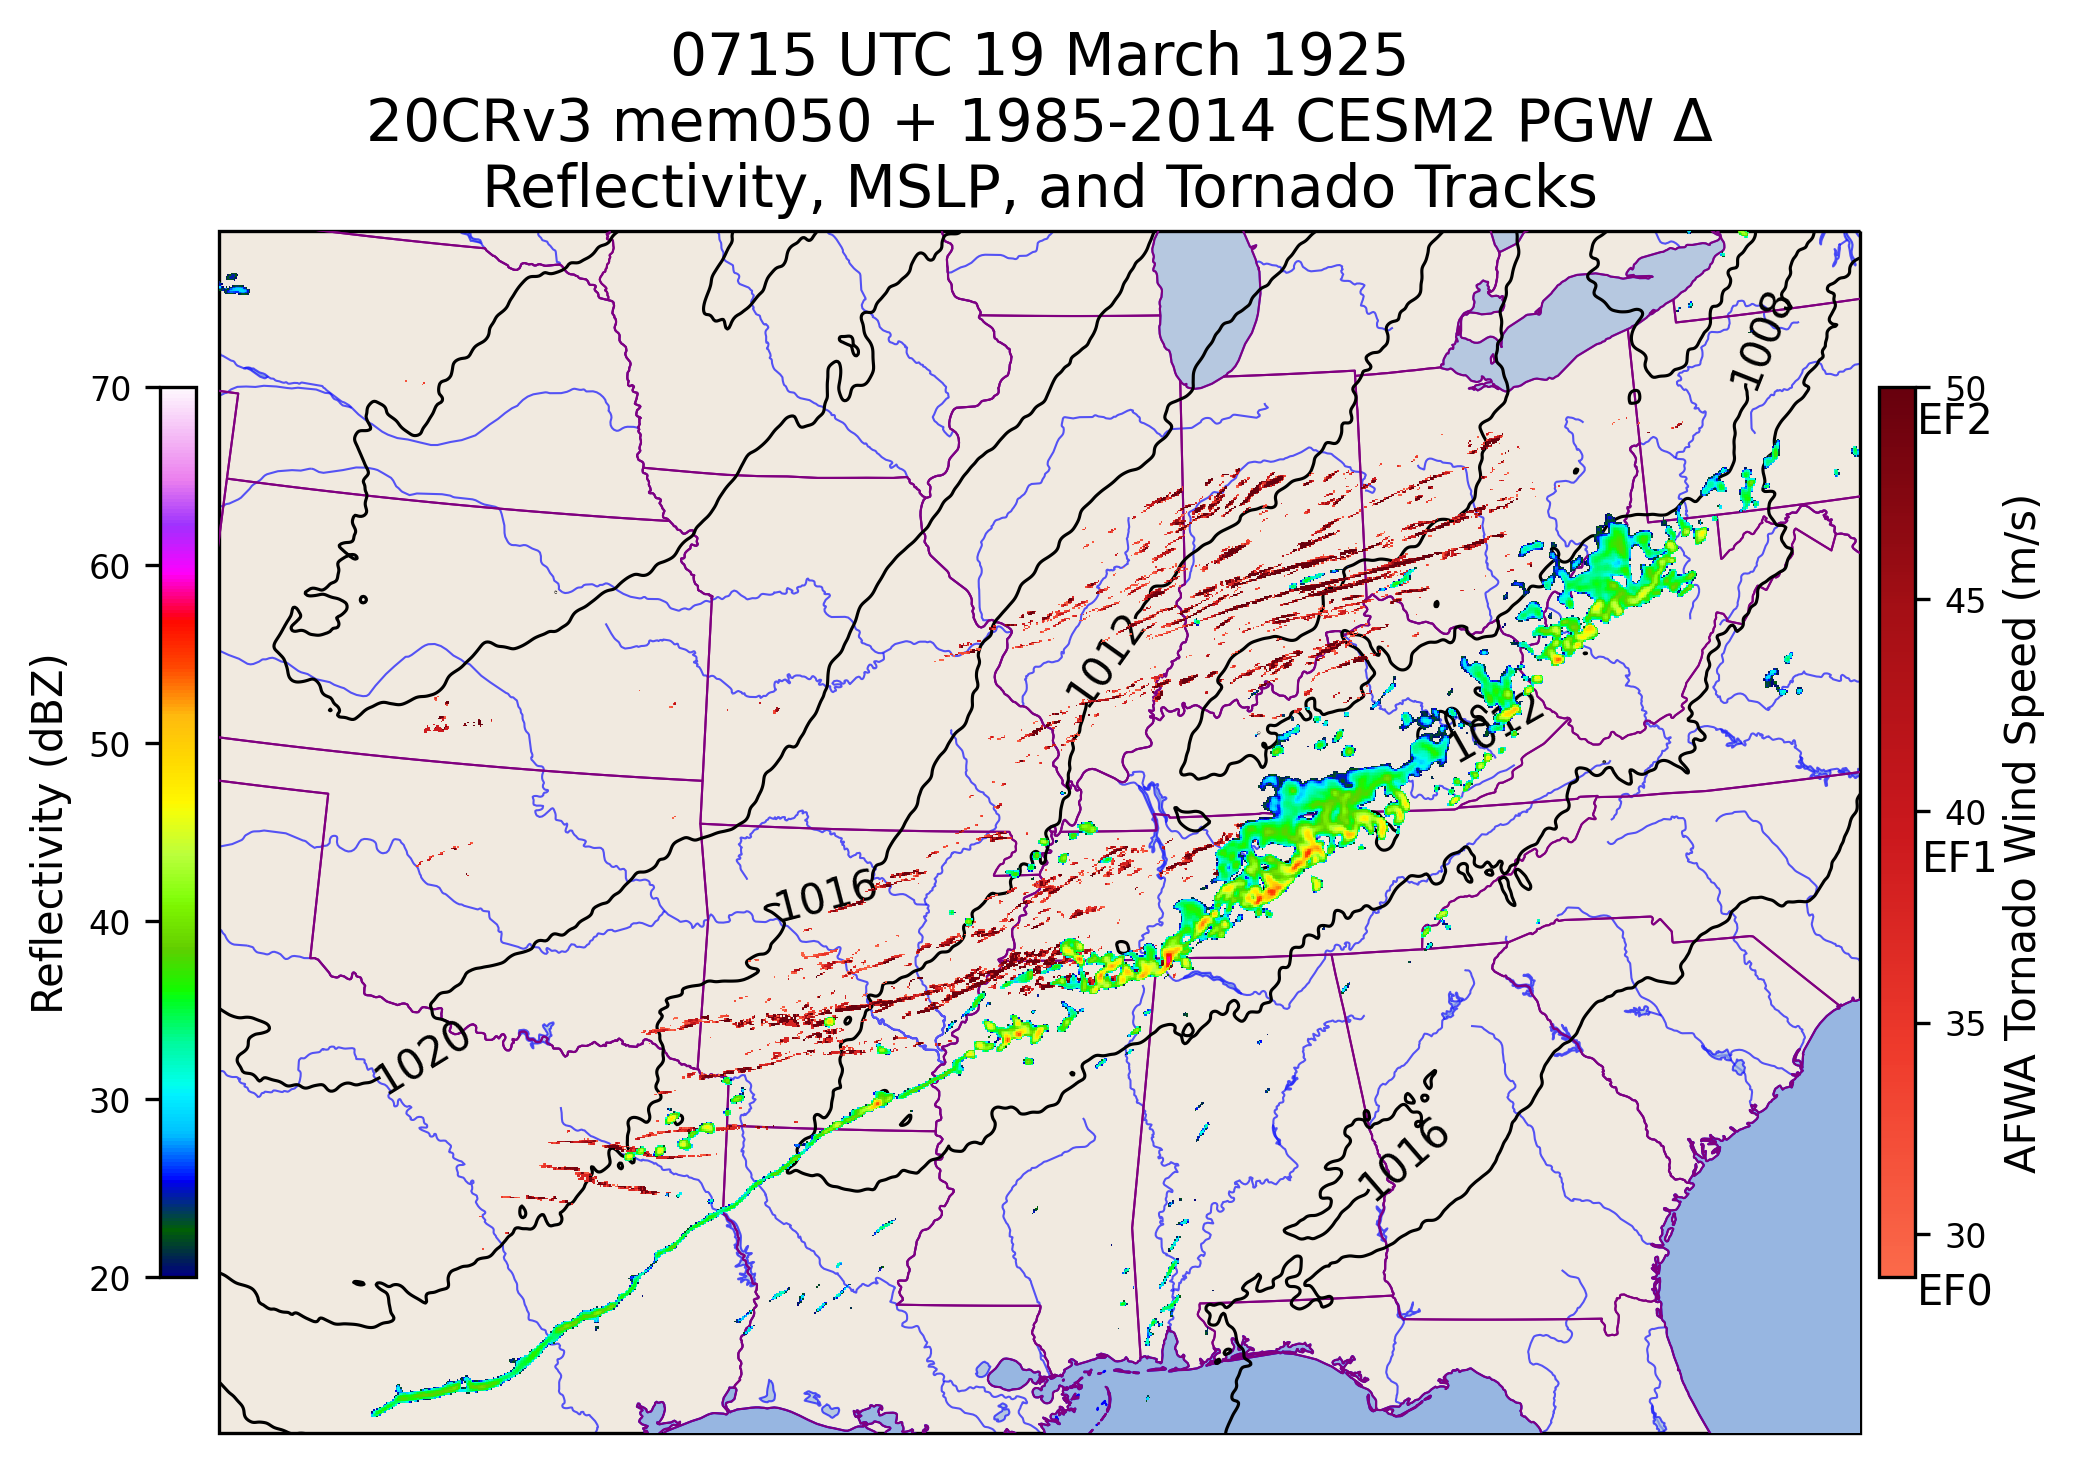 0715 UTC 19 March 1925
20CRv3 mem050 + 1985-2014 CESM2 PGW Δ
Reflectivity, MSLP, and Tornado Tracks
Reflectivity (dBZ)
70
60
50
40
30
20
1008
1012
1012
1016
1020
1016
50
EF2
45
40
EF1
35
30
EF0
AFWA Tornado Wind Speed (m/s)